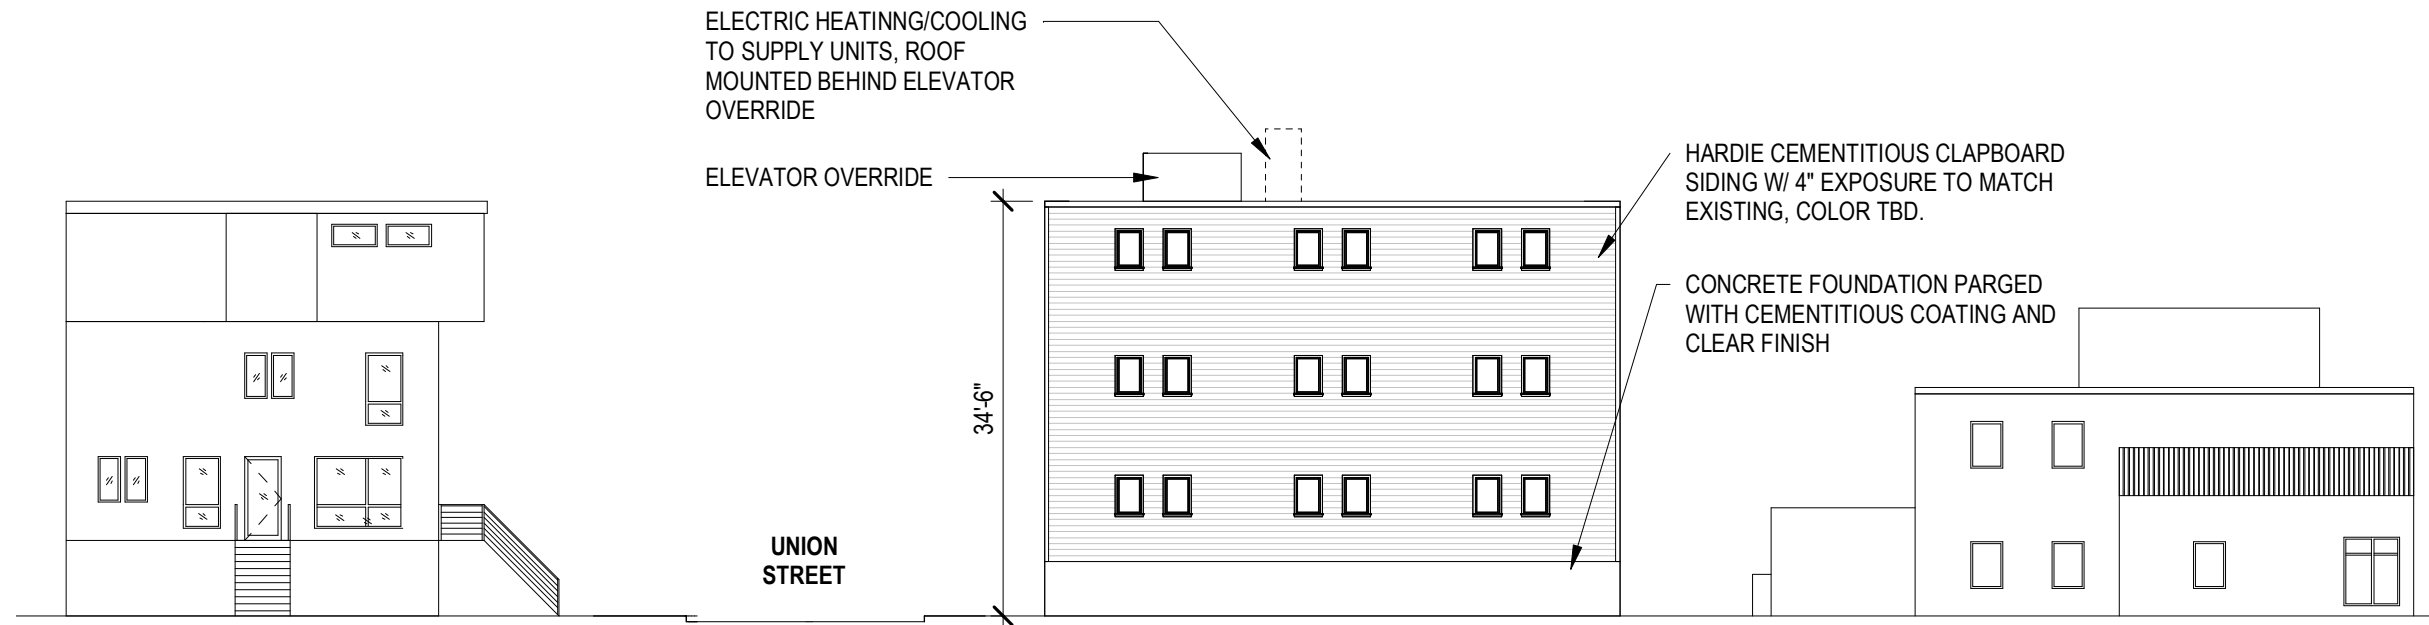 ELECTRIC HEATINNG/COOLING
TO SUPPLY UNITS, ROOF
MOUNTED BEHIND ELEVATOR
OVERRIDE
ELEVATOR OVERRIDE
HARDIE CEMENTITIOUS CLAPBOARD
SIDING W/ 4" EXPOSURE TO MATCH
EXISTING, COLOR TBD.
CONCRETE FOUNDATION PARGED
WITH CEMENTITIOUS COATING AND
CLEAR FINISH
34'-6"
UNION
STREET